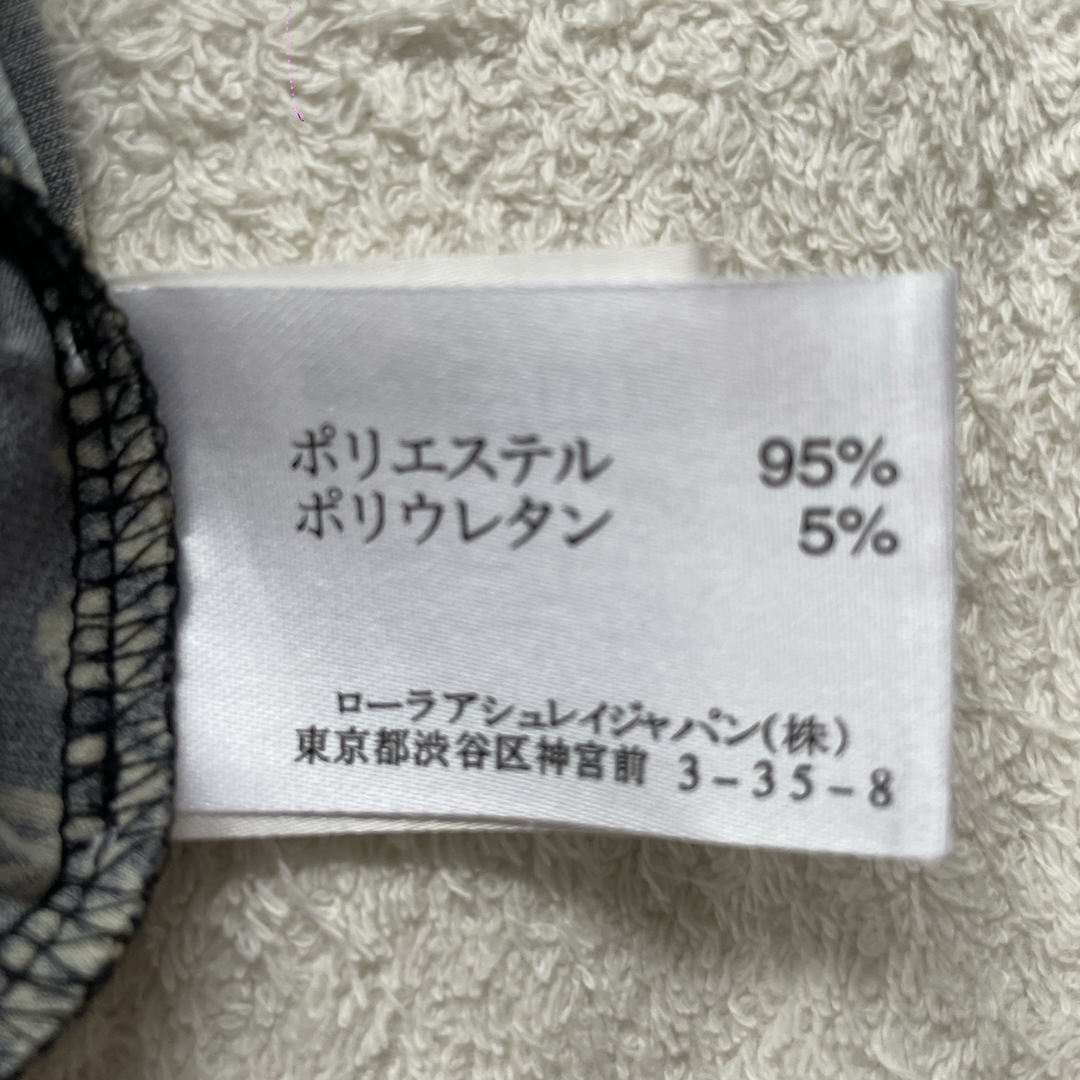 ポリエステル 95%
ポリウレタン 5%
ローラアシュレイジャパン(株)
東京都渋谷区神宮前 3-35-8